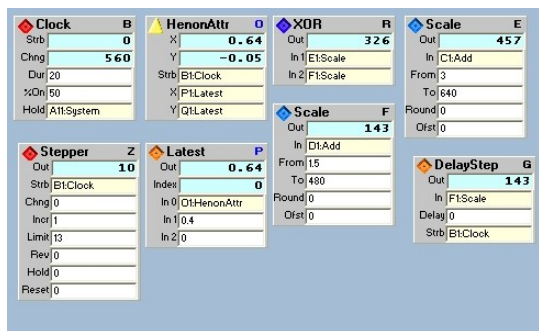 Clock B
Strb 0
Chng 560
Dur 20
%On 50
Hold A11:System
HenonAttr O
X 0.64
Y -0.05
Strb B1:Clock
X P1:Latest
Y Q1:Latest
XOR R
Out 326
In 1 E1:Scale
In 2 F1:Scale
Scale E
Out 457
In C1:Add
From 3
To 640
Round 0
Ofst 0
Scale F
Out 143
In D1:Add
From 1.5
To 480
Round 0
Ofst 0
Stepper Z
Out 10
Strb B1:Clock
Chng 0
Incr 1
Limit 13
Rev 0
Hold 0
Reset 0
Latest P
Out 0.64
Index 0
In 0 O1:HenonAttr
In 1 0.4
In 2 0
DelayStep G
Out 143
In F1:Scale
Delay 0
Strb B1:Clock